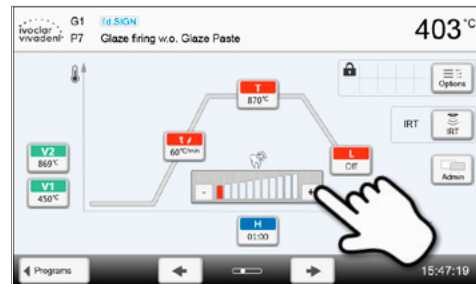 ivoclar
vivadent
G1
P7
I d.SIGN
Glaze firing w.o. Glaze Paste
403°C
T
870°C
Options
t
60°C/min
IRT
IRT
V2
869°C
L
Off
Admin
V1
450°C
-
+
H
01:00
Programs
15:47:19